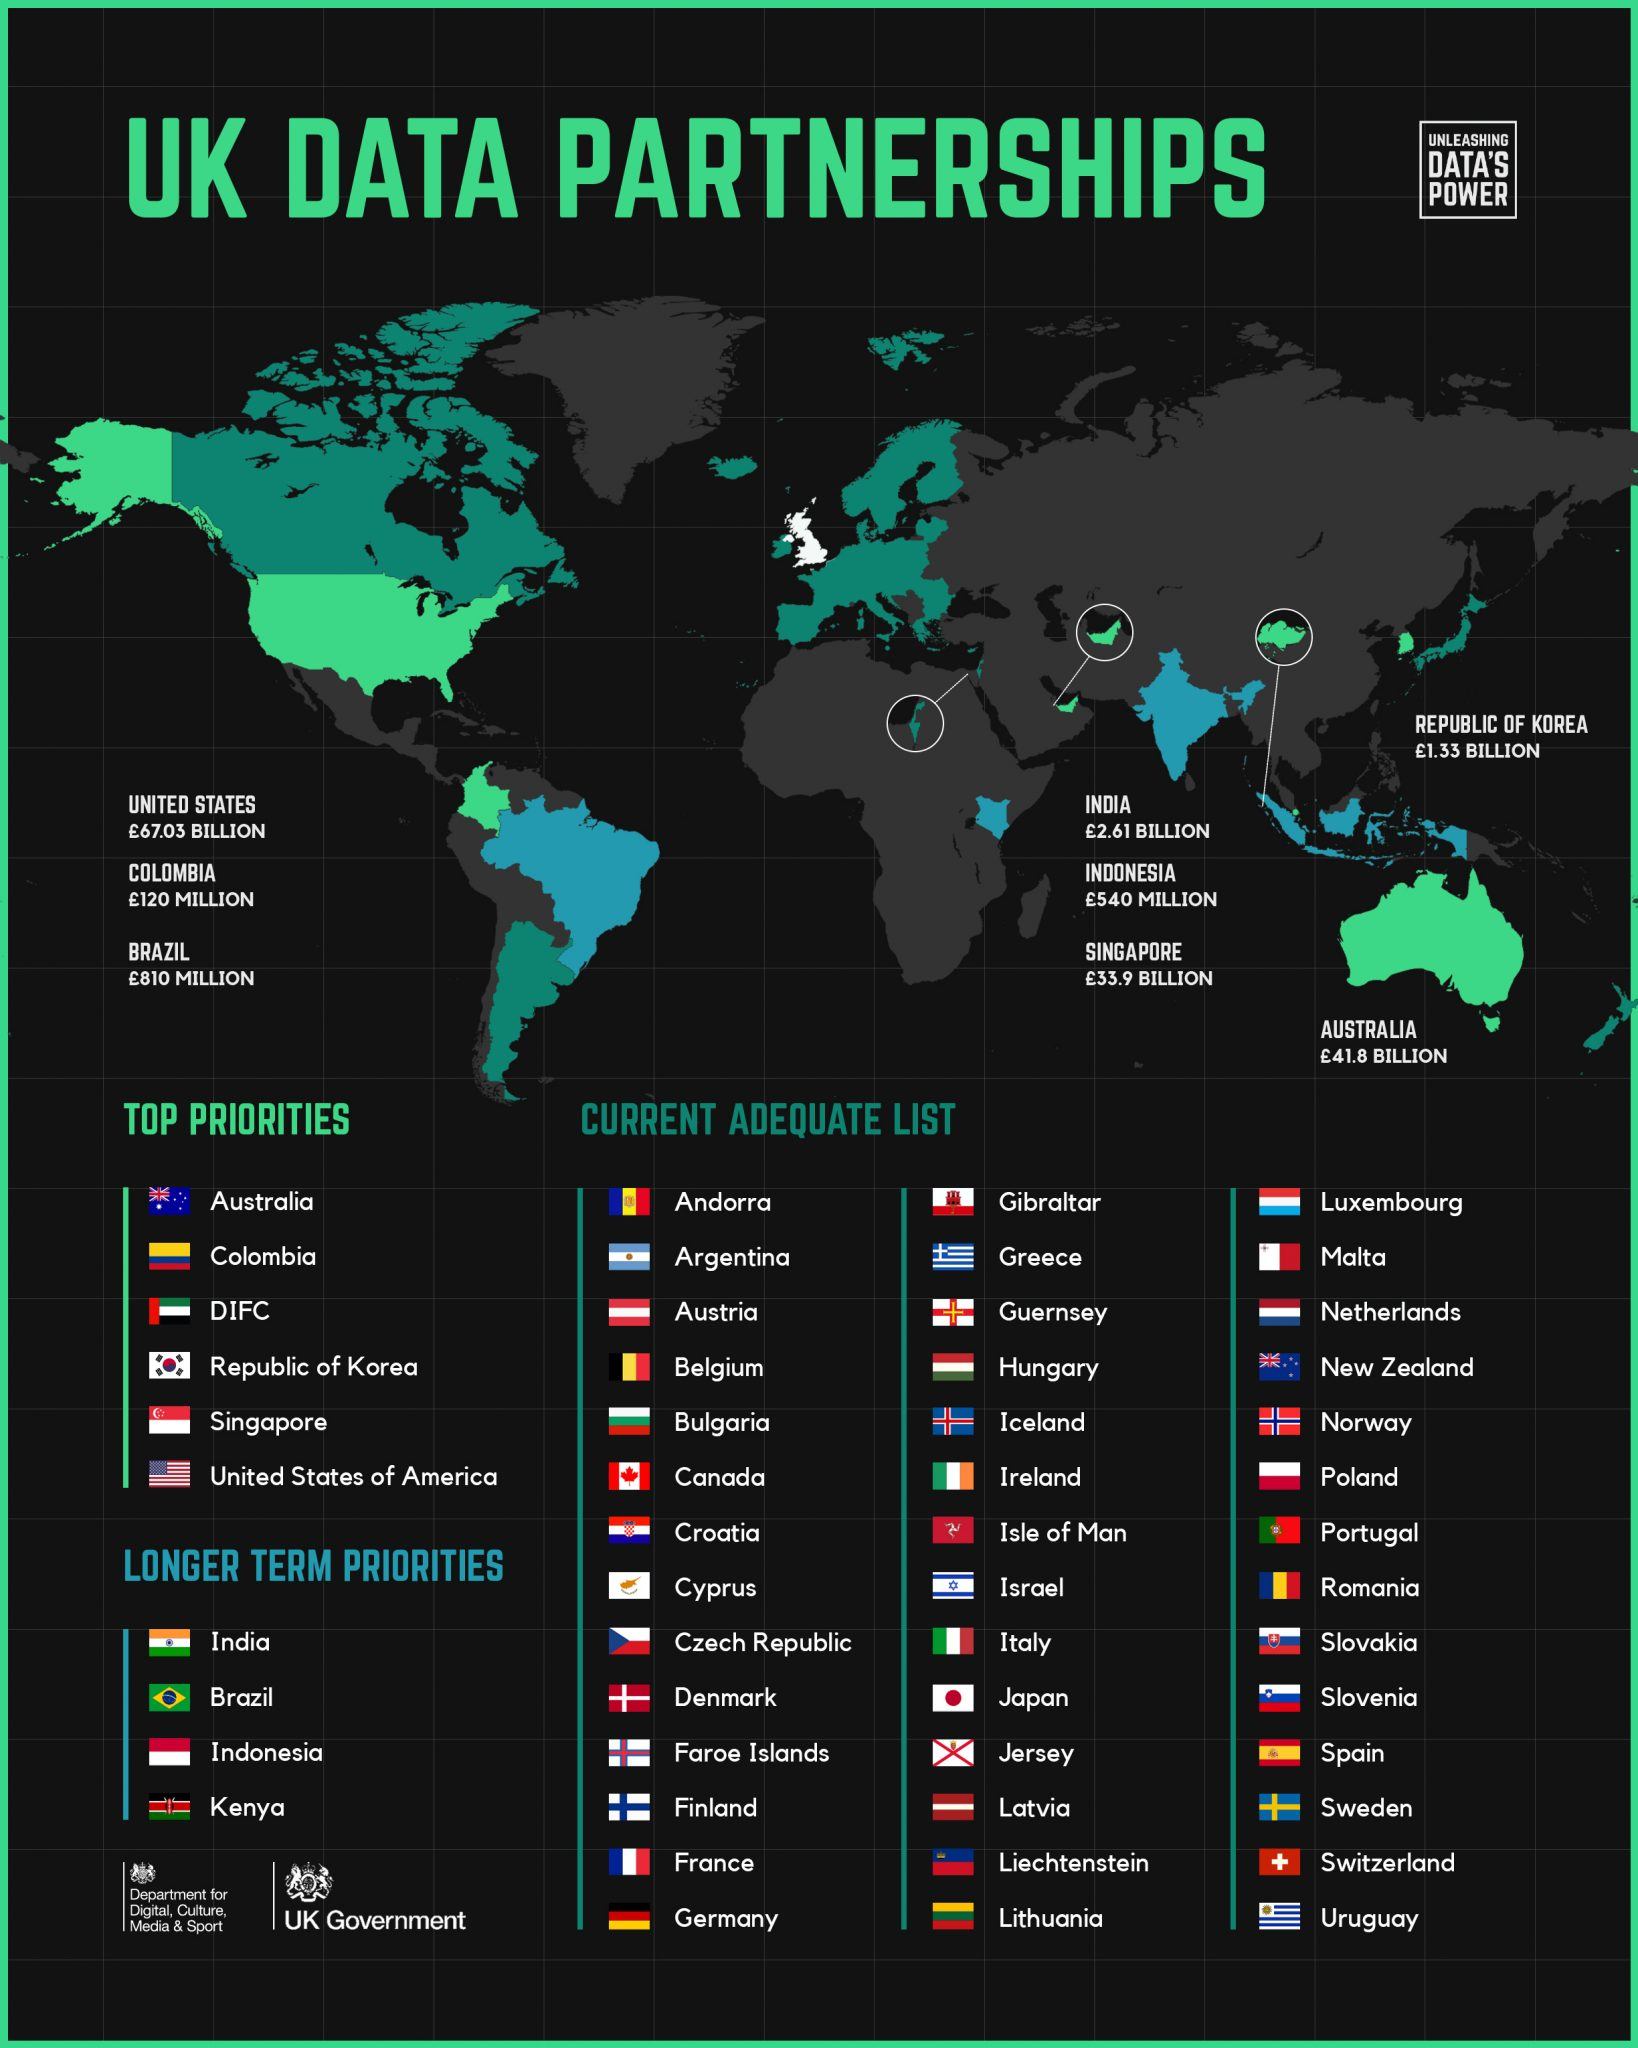 UK DATA PARTNERSHIPS
UNLEASHING
DATA'S
POWER
REPUBLIC OF KOREA
£1.33 BILLION
UNITED STATES
£67.03 BILLION
COLOMBIA
£120 MILLION
BRAZIL
£810 MILLION
INDIA
£2.61 BILLION
INDONESIA
£540 MILLION
SINGAPORE
£33.9 BILLION
AUSTRALIA
£41.8 BILLION
TOP PRIORITIES
Australia
Colombia
DIFC
Republic of Korea
Singapore
United States of America
LONGER TERM PRIORITIES
India
Brazil
Indonesia
Kenya
CURRENT ADEQUATE LIST
Andorra
Argentina
Austria
Belgium
Bulgaria
Canada
Croatia
Cyprus
Czech Republic
Denmark
Faroe Islands
Finland
France
Germany
Gibraltar
Greece
Guernsey
Hungary
Iceland
Ireland
Isle of Man
Israel
Italy
Japan
Jersey
Latvia
Liechtenstein
Lithuania
Luxembourg
Malta
Netherlands
New Zealand
Norway
Poland
Portugal
Romania
Slovakia
Slovenia
Spain
Sweden
Switzerland
Uruguay
Department for
Digital, Culture,
Media & Sport
UK Government